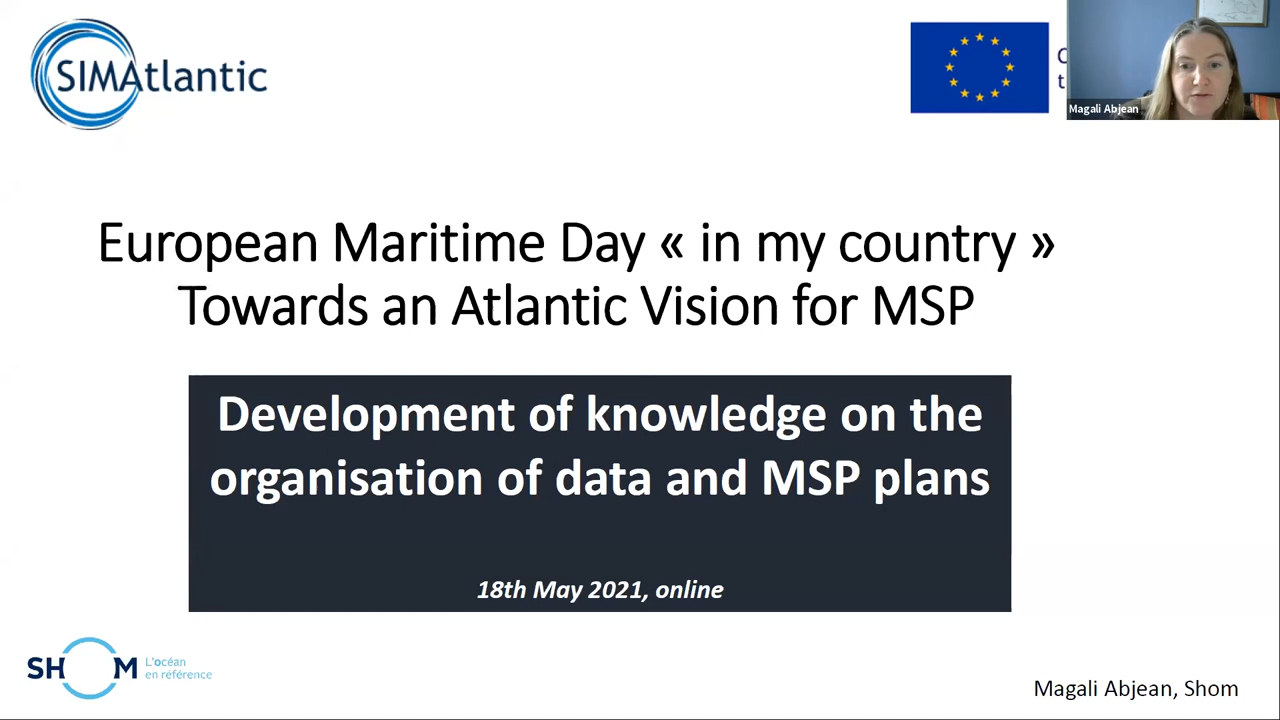 SIMAtlantic
Magali Abjean
European Maritime Day « in my country »
Towards an Atlantic Vision for MSP
Development of knowledge on the
organisation of data and MSP plans
18th May 2021, online
SHOM
L'océan
en référence
Magali Abjean, Shom